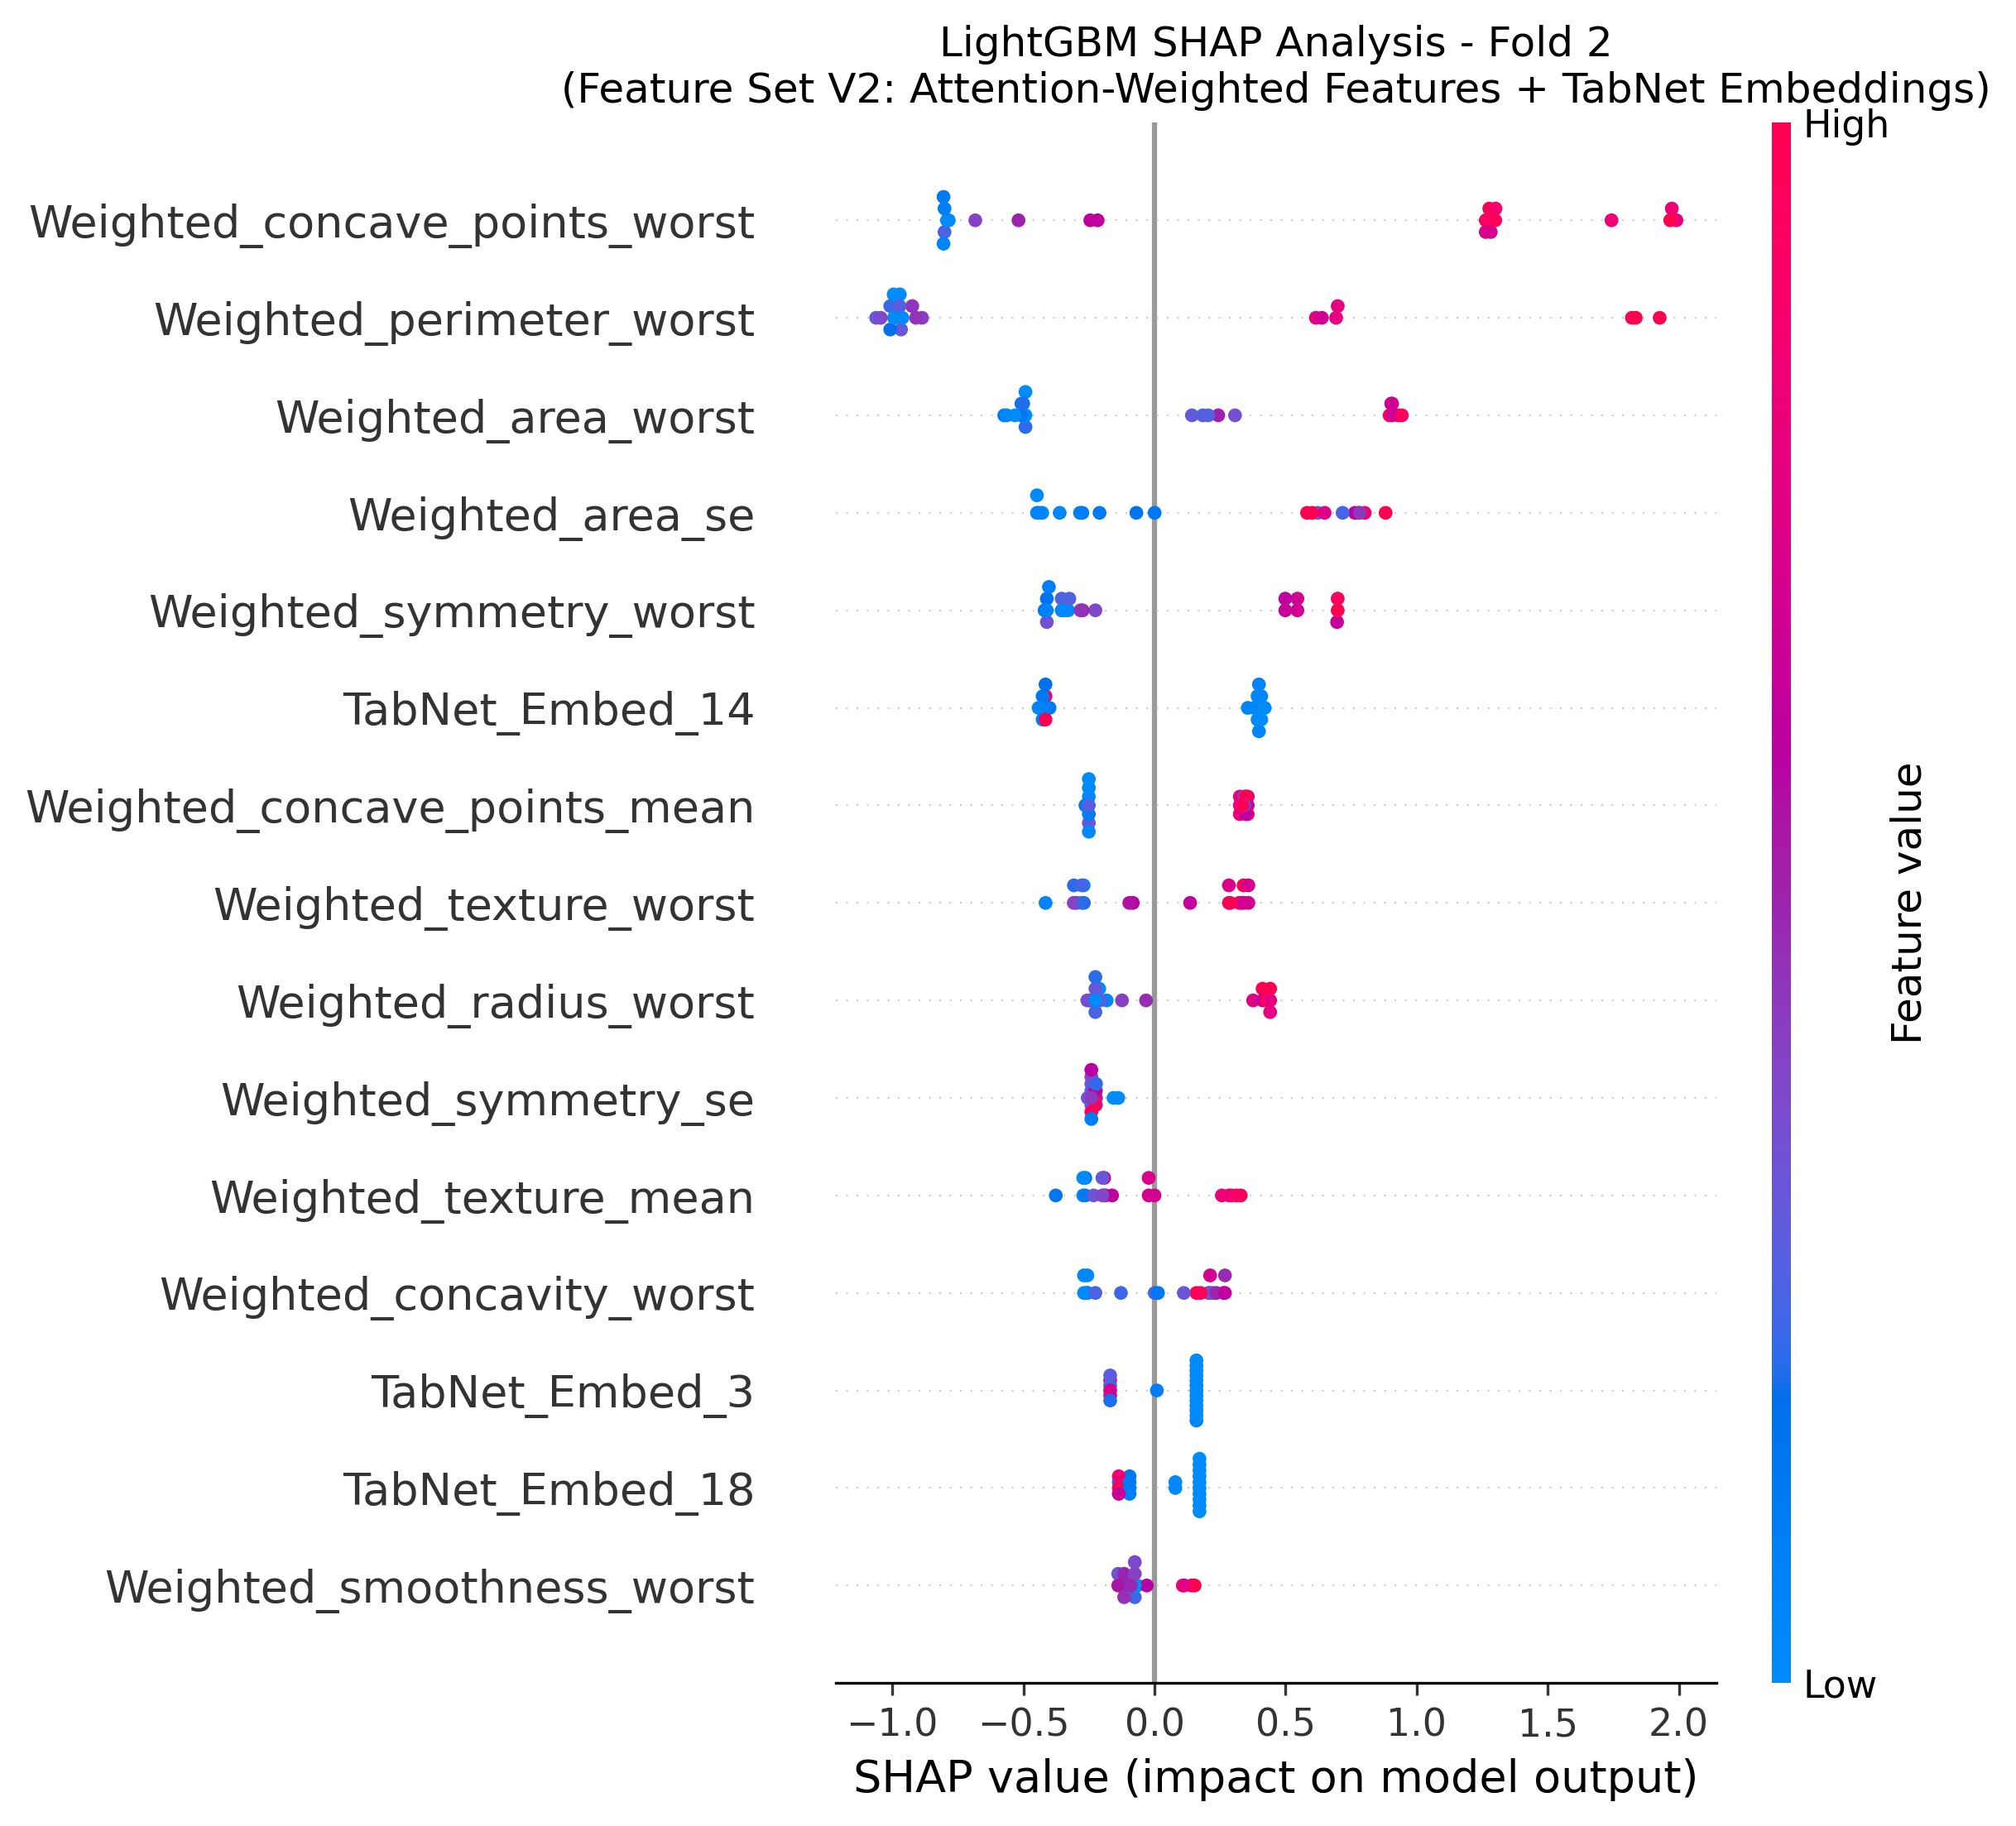 LightGBM SHAP Analysis - Fold 2
(Feature Set V2: Attention-Weighted Features + TabNet Embeddings)
High
Weighted_concave_points_worst
Weighted_perimeter_worst
Weighted_area_worst
Weighted_area_se
Weighted_symmetry_worst
TabNet_Embed_14
Weighted_concave_points_mean
Weighted_texture_worst
Weighted_radius_worst
Weighted_symmetry_se
Weighted_texture_mean
Weighted_concavity_worst
TabNet_Embed_3
TabNet_Embed_18
Weighted_smoothness_worst
Feature value
Low
−1.0 −0.5 0.0 0.5 1.0 1.5 2.0
SHAP value (impact on model output)